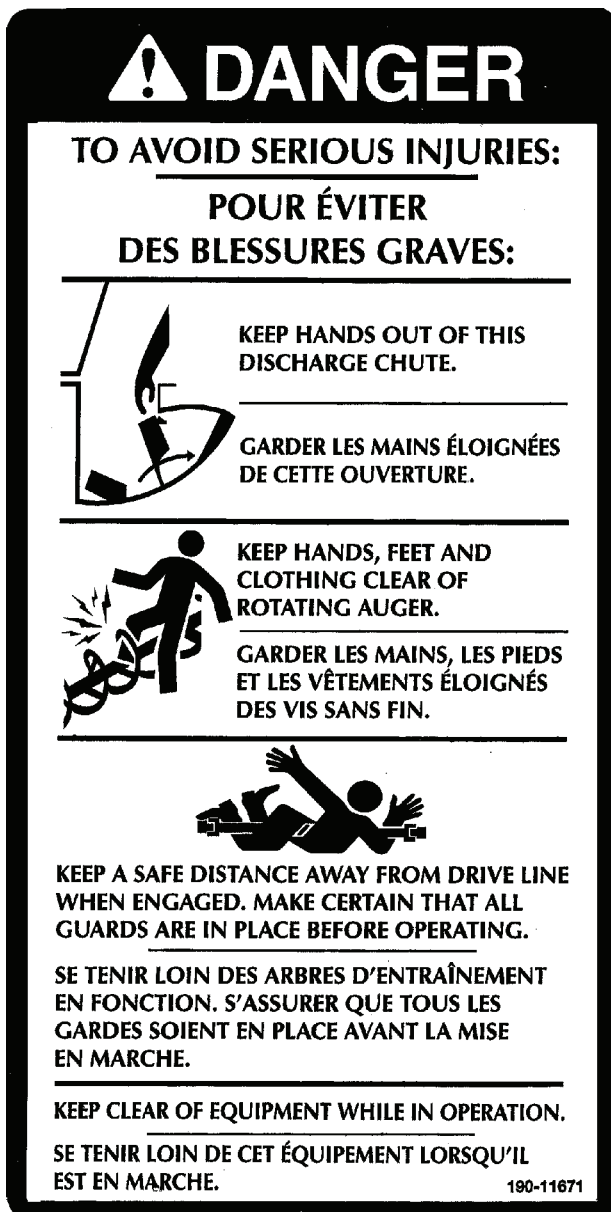 DANGER
TO AVOID SERIOUS INJURIES:
POUR ÉVITER
DES BLESSURES GRAVES:
KEEP HANDS OUT OF THIS
DISCHARGE CHUTE.
GARDER LES MAINS ÉLOIGNÉES
DE CETTE OUVERTURE.
KEEP HANDS, FEET AND
CLOTHING CLEAR OF
ROTATING AUGER.
GARDER LES MAINS, LES PIEDS
ET LES VÊTEMENTS ÉLOIGNÉS
DES VIS SANS FIN.
KEEP A SAFE DISTANCE AWAY FROM DRIVE LINE
WHEN ENGAGED. MAKE CERTAIN THAT ALL
GUARDS ARE IN PLACE BEFORE OPERATING.
SE TENIR LOIN DES ARBRES D'ENTRAÎNEMENT
EN FONCTION. S'ASSURER QUE TOUS LES
GARDES SOIENT EN PLACE AVANT LA MISE
EN MARCHE.
KEEP CLEAR OF EQUIPMENT WHILE IN OPERATION.
SE TENIR LOIN DE CET ÉQUIPEMENT LORSQU'IL
EST EN MARCHE.
190-11671